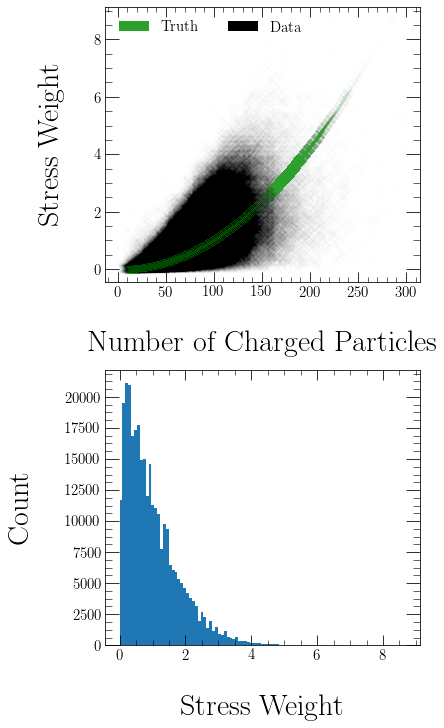 Truth Data
Stress Weight
8
6
4
2
0
0 50 100 150 200 250 300
Number of Charged Particles
Count
20000
17500
15000
12500
10000
7500
5000
2500
0
0 2 4 6 8
Stress Weight